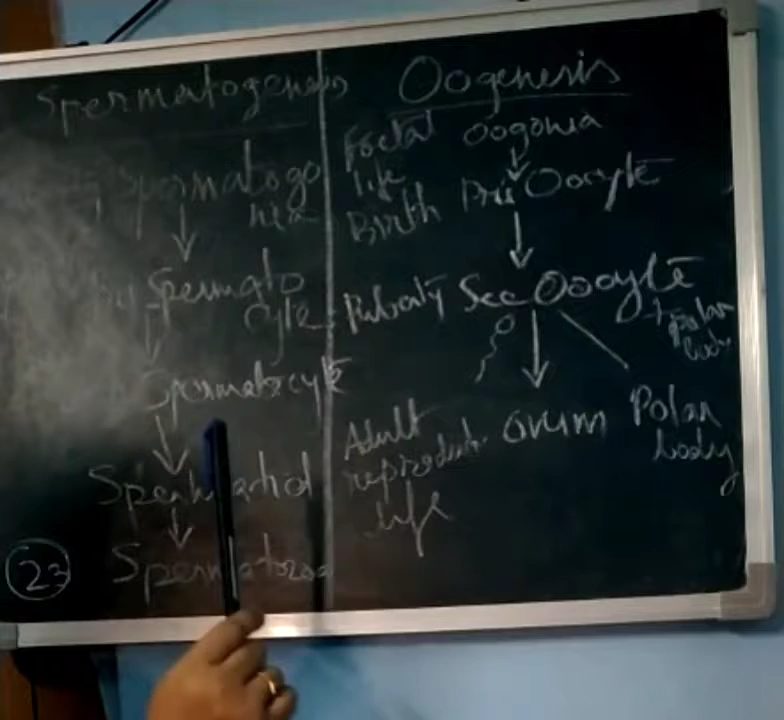 Spermatogenesis
Spermatogo
nea
Spermato
cyte
Spermatocyte
Spermatid
Spermatozoa
23
Oogenesis
Foetal
life
Birth
Oogonia
Pri Oocyte
Puberty
Sec Oocyte
+ Polar
body
Adult
reproduct
life
Ovum
Polar
body